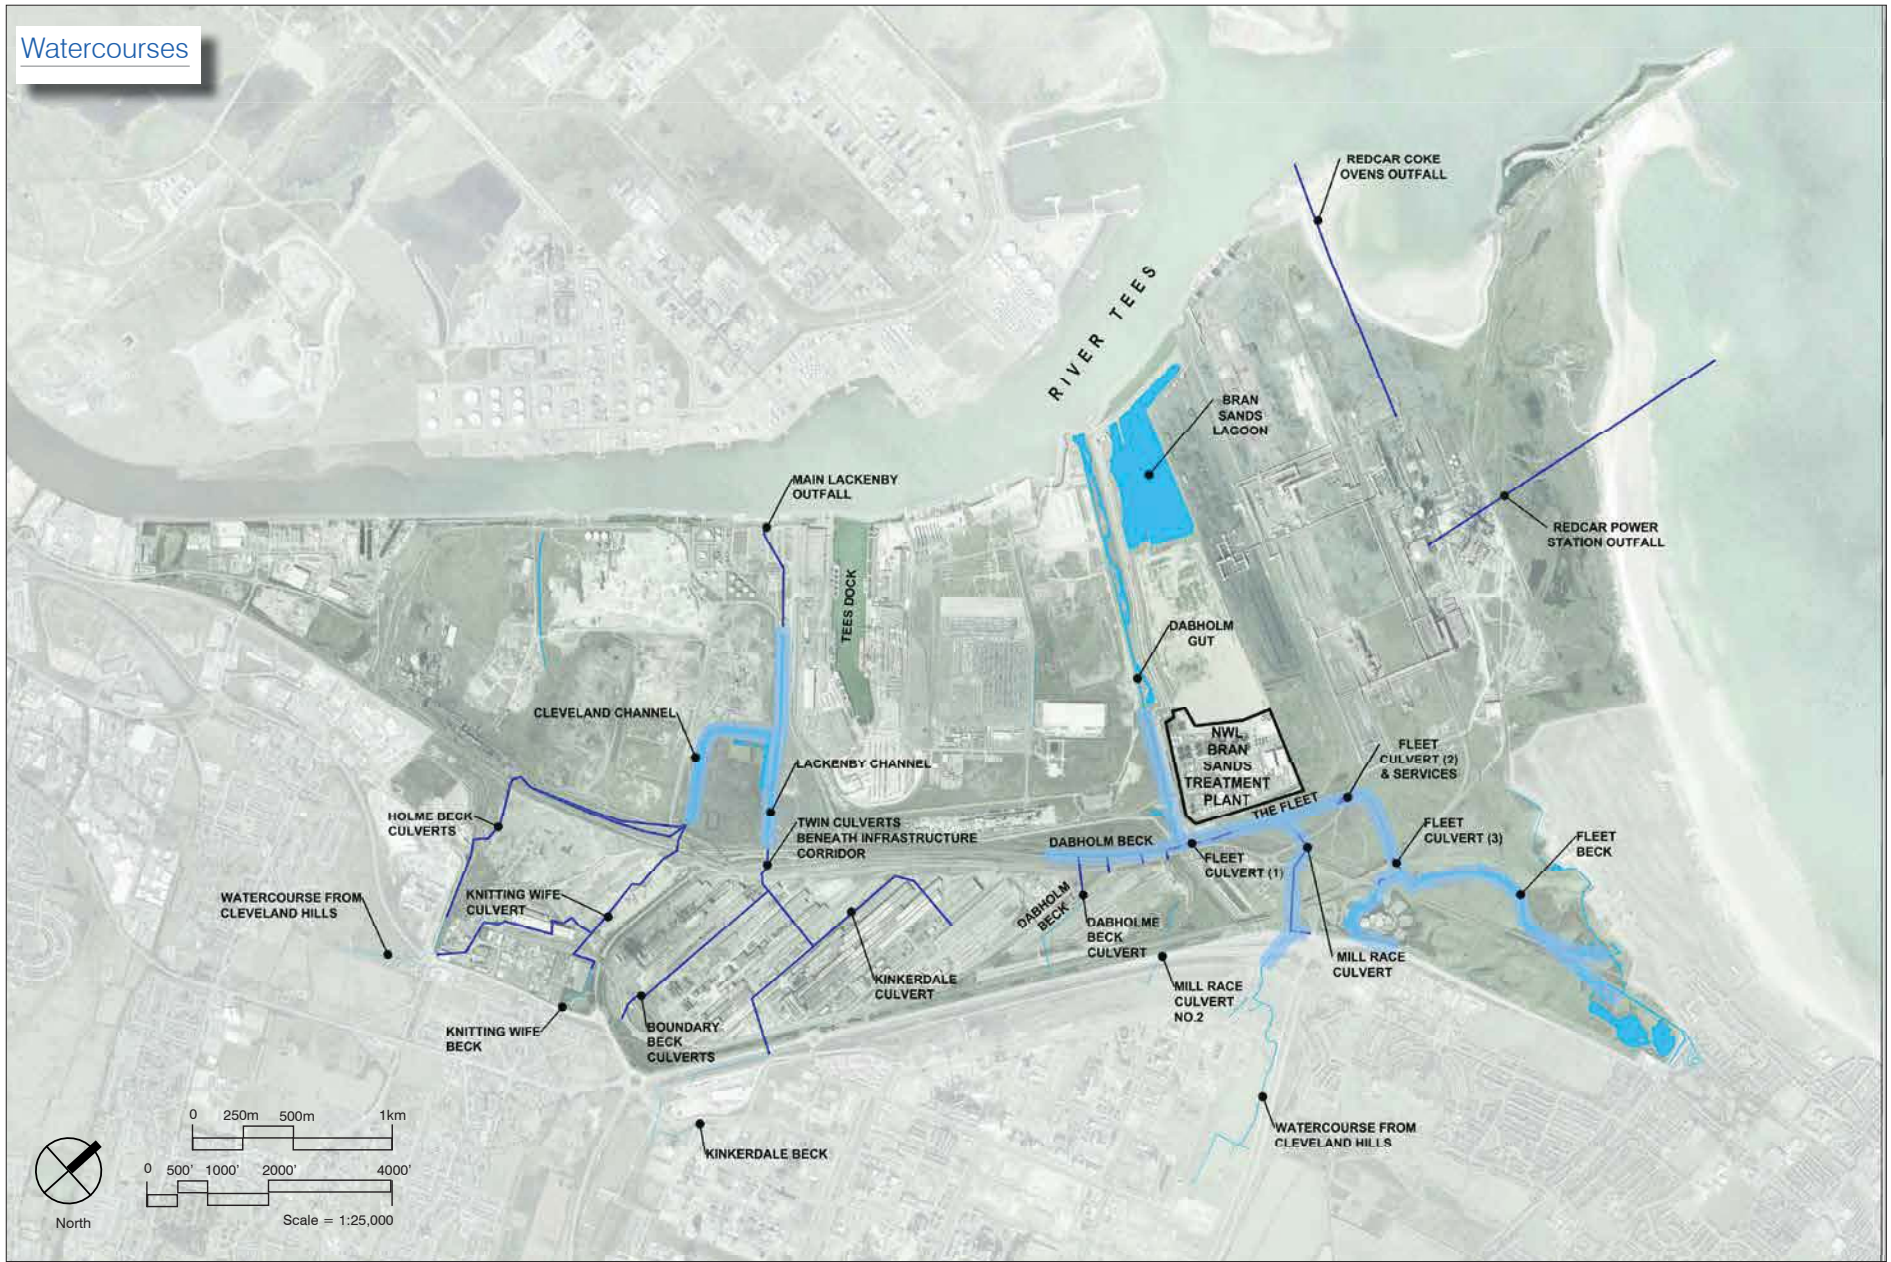 Watercourses
REDCAR COKE
OVENS OUTFALL
RIVER TEES
BRAN
SANDS
LAGOON
MAIN LACKENBY
OUTFALL
REDCAR POWER
STATION OUTFALL
TEES DOCK
DABHOLM
GUT
CLEVELAND CHANNEL
NWL
BRAN
SANDS
TREATMENT
PLANT
FLEET
CULVERT (2)
& SERVICES
LACKENBY CHANNEL
THE FLEET
HOLME BECK
CULVERTS
TWIN CULVERTS
BENEATH INFRASTRUCTURE
CORRIDOR
DABHOLM BECK
FLEET
CULVERT (3)
FLEET
BECK
FLEET
CULVERT (1)
WATERCOURSE FROM
CLEVELAND HILLS
KNITTING WIFE
CULVERT
DABHOLM
BECK
DABHOLME
BECK
CULVERT
MILL RACE
CULVERT
KINKERDALE
CULVERT
MILL RACE
CULVERT
NO.2
KNITTING WIFE
BECK
BOUNDARY
BECK
CULVERTS
WATERCOURSE FROM
CLEVELAND HILLS
KINKERDALE BECK
0 250m 500m 1km
0 500' 1000' 2000' 4000'
Scale = 1:25,000
North